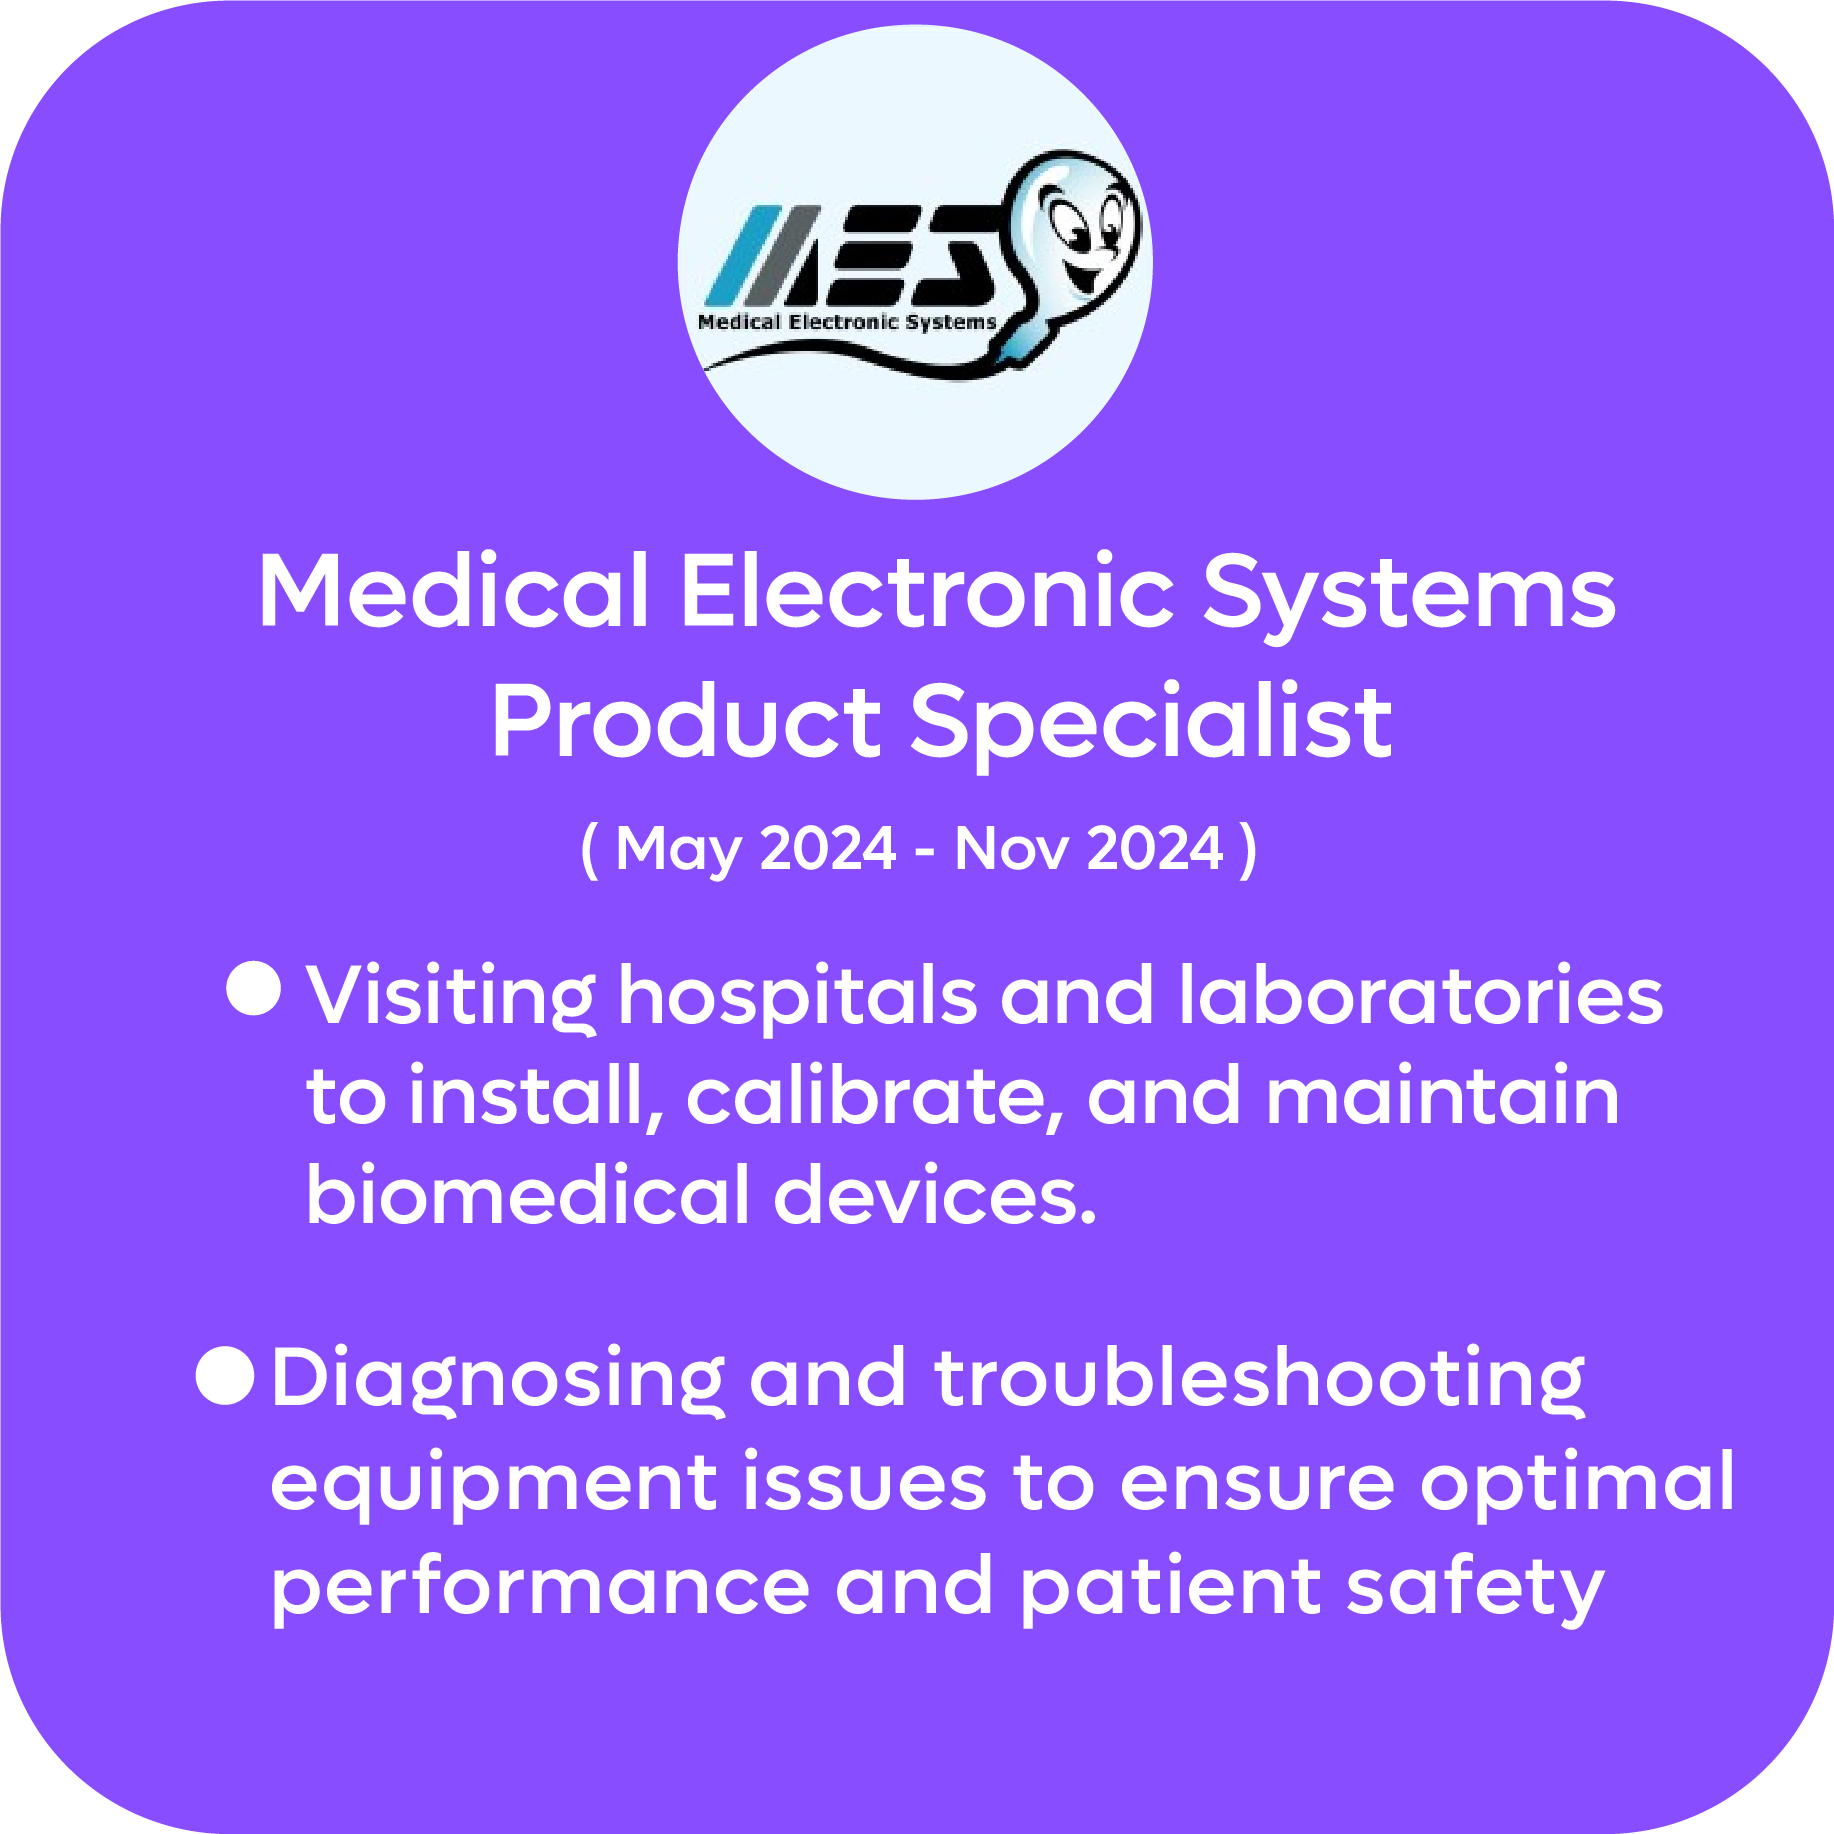 MES
Medical Electronic Systems
Medical Electronic Systems
Product Specialist
( May 2024 - Nov 2024 )
● Visiting hospitals and laboratories
to install, calibrate, and maintain
biomedical devices.
● Diagnosing and troubleshooting
equipment issues to ensure optimal
performance and patient safety